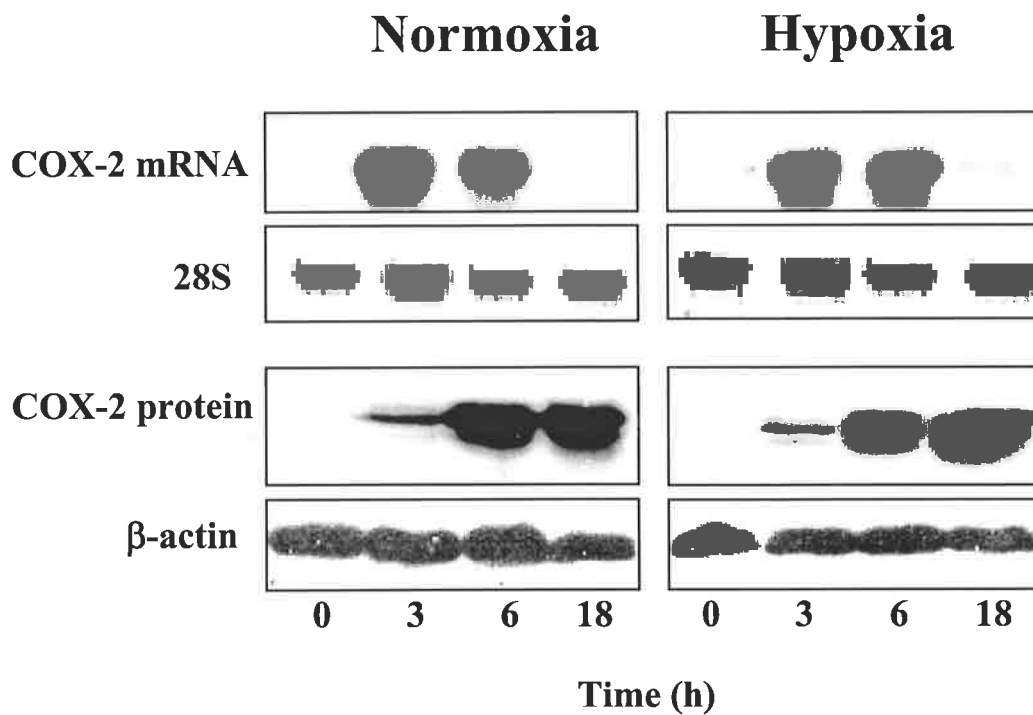 Normoxia Hypoxia
COX-2 mRNA
28S
COX-2 protein
β-actin
0 3 6 18 0 3 6 18
Time (h)